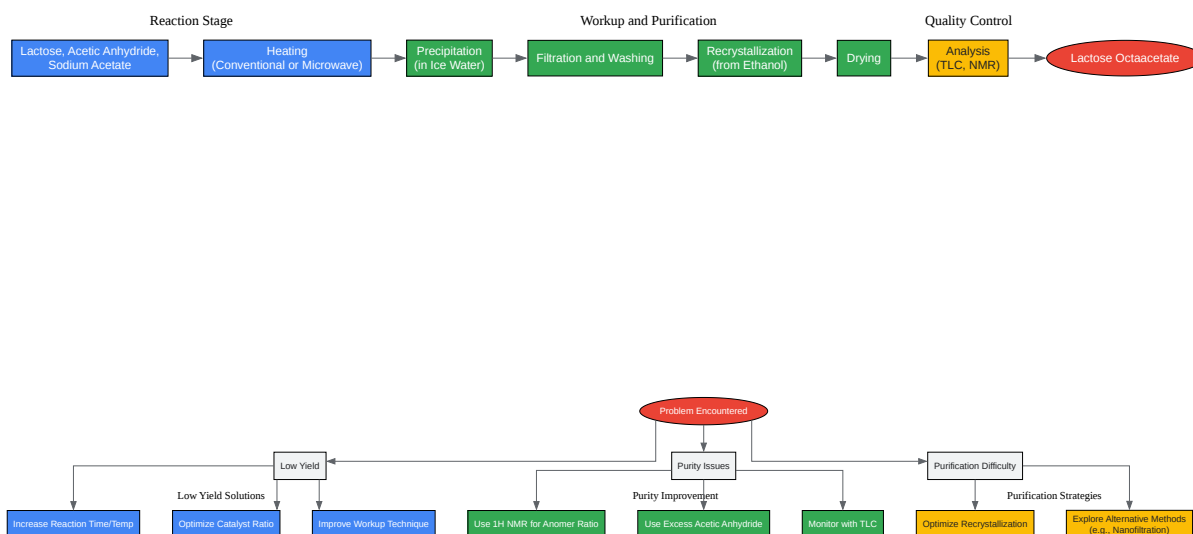 Reaction Stage
Workup and Purification
Quality Control
Lactose, Acetic Anhydride,
Sodium Acetate
Heating
(Conventional or Microwave)
Precipitation
(in Ice Water)
Filtration and Washing
Recrystallization
(from Ethanol)
Drying
Analysis
(TLC, NMR)
Lactose Octaacetate
Problem Encountered
Low Yield
Purity Issues
Purification Difficulty
Low Yield Solutions
Purity Improvement
Purification Strategies
Increase Reaction Time/Temp
Optimize Catalyst Ratio
Improve Workup Technique
Use 1H NMR for Anomer Ratio
Use Excess Acetic Anhydride
Monitor with TLC
Optimize Recrystallization
Explore Alternative Methods
(e.g., Nanofiltration)